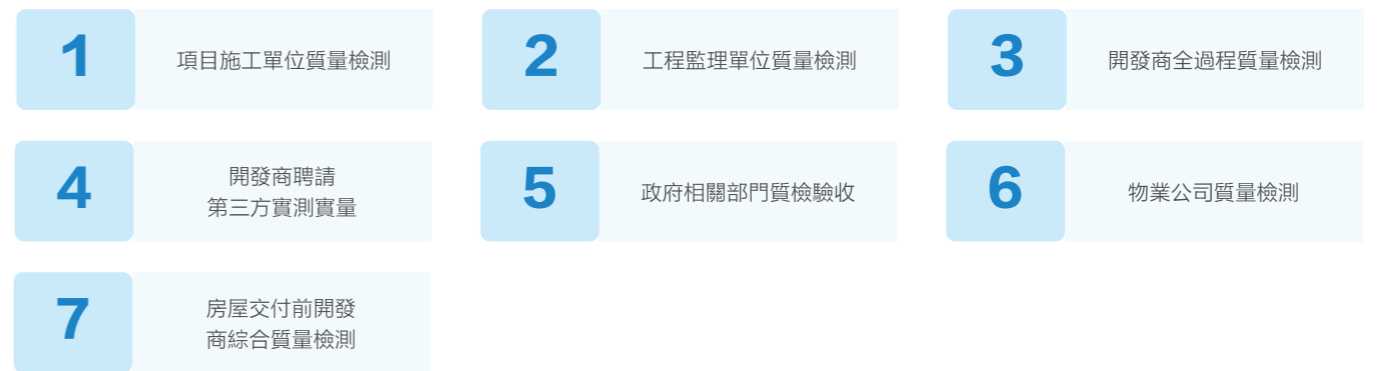 1
項目施工單位質量檢測
2
工程監理單位質量檢測
3
開發商全過程質量檢測
4
開發商聘請
第三方實測實量
5
政府相關部門質檢驗收
6
物業公司質量檢測
7
房屋交付前開發
商綜合質量檢測